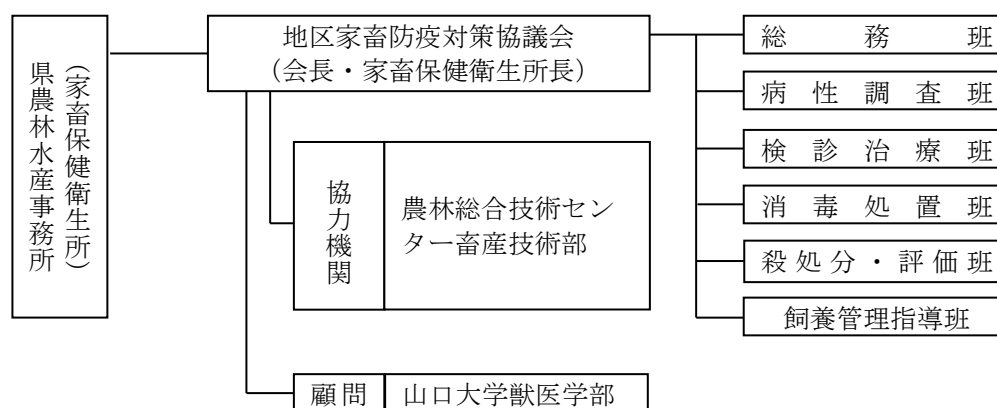 県農林水産事務所
（家畜保健衛生所）
地区家畜防疫対策協議会
（会長・家畜保健衛生所長）
協力機関
農林総合技術セン
ター畜産技術部
顧問
山口大学獣医学部
総務班
病性調査班
検診治療班
消毒処置班
殺処分・評価班
飼養管理指導班